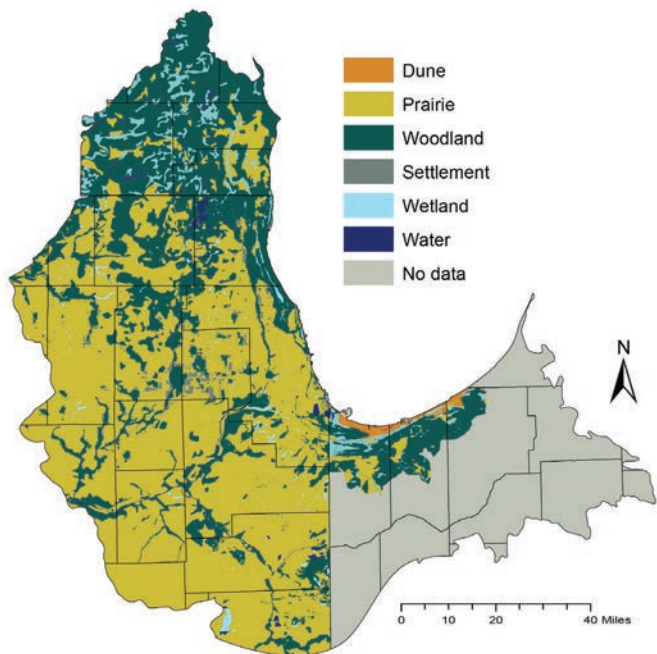 Dune
Prairie
Woodland
Settlement
Wetland
Water
No data
N
0 10 20 40 Miles